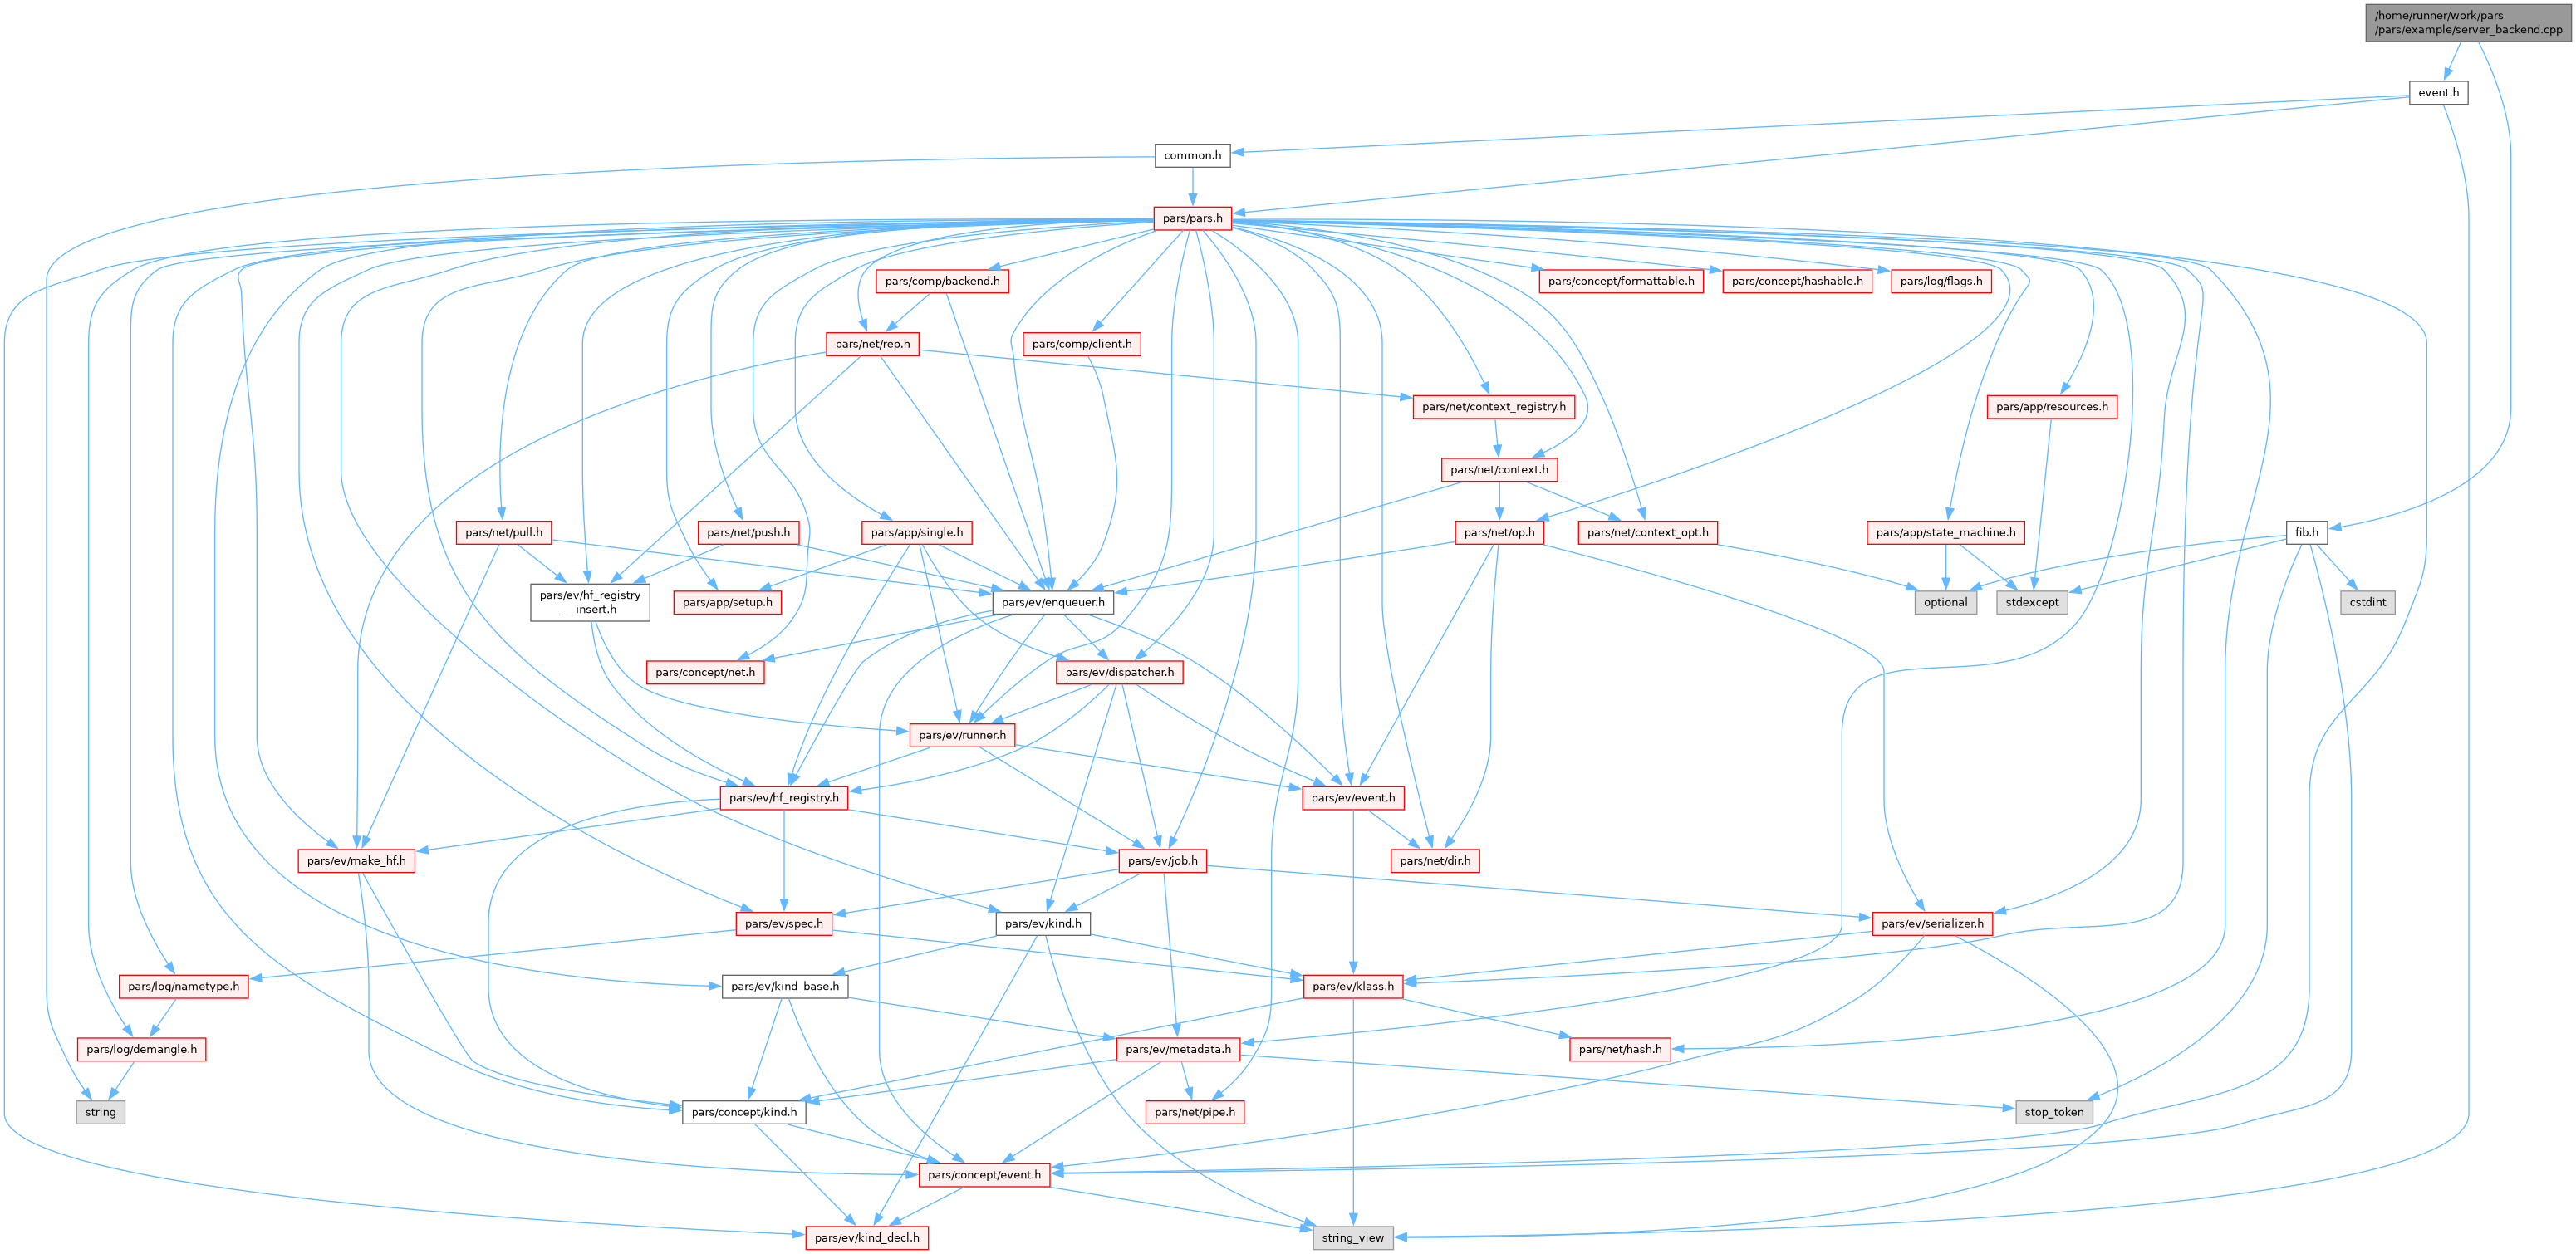 /home/runner/work/pars
/pars/example/server_backend.cpp
event.h
common.h
pars/pars.h
pars/comp/backend.h
pars/concept/formattable.h
pars/concept/hashable.h
pars/log/flags.h
pars/net/rep.h
pars/comp/client.h
pars/net/context_registry.h
pars/app/resources.h
pars/net/context.h
pars/net/pull.h
pars/net/push.h
pars/app/single.h
pars/net/op.h
pars/net/context_opt.h
pars/app/state_machine.h
fib.h
pars/ev/hf_registry
__insert.h
pars/app/setup.h
pars/ev/enqueuer.h
optional
stdexcept
cstdint
pars/concept/net.h
pars/ev/dispatcher.h
pars/ev/runner.h
pars/ev/hf_registry.h
pars/ev/event.h
pars/ev/make_hf.h
pars/ev/job.h
pars/net/dir.h
pars/ev/spec.h
pars/ev/kind.h
pars/ev/serializer.h
pars/log/nametype.h
pars/ev/kind_base.h
pars/ev/klass.h
pars/log/demangle.h
pars/ev/metadata.h
pars/net/hash.h
string
pars/concept/kind.h
pars/net/pipe.h
stop_token
pars/concept/event.h
pars/ev/kind_decl.h
string_view